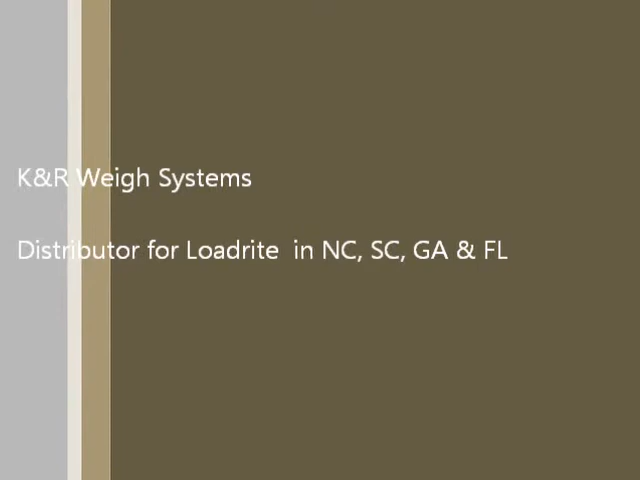 K&R Weigh Systems
Distributor for Loadrite  in NC, SC, GA & FL